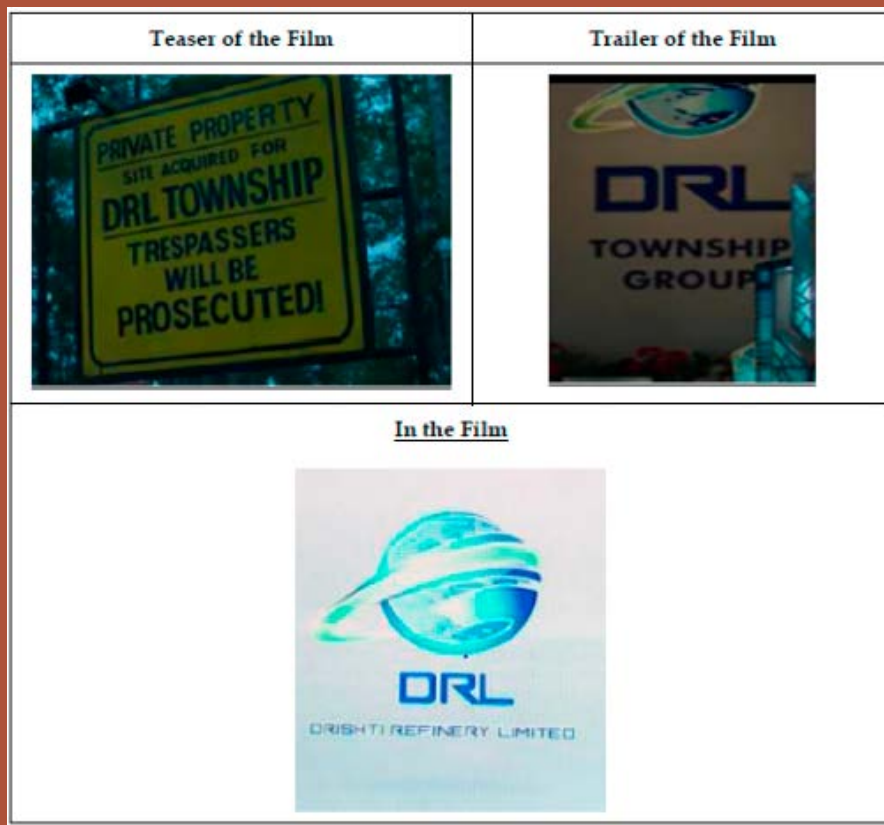 Teaser of the Film
Trailer of the Film
PRIVATE PROPERTY
SITE ACQUIRED FOR
DRL TOWNSHIP
TRESPASSERS
WILL BE
PROSECUTED!
DRL
TOWNSHIP
GROUP
In the Film
DRL
DRISHTI REFINERY LIMITED